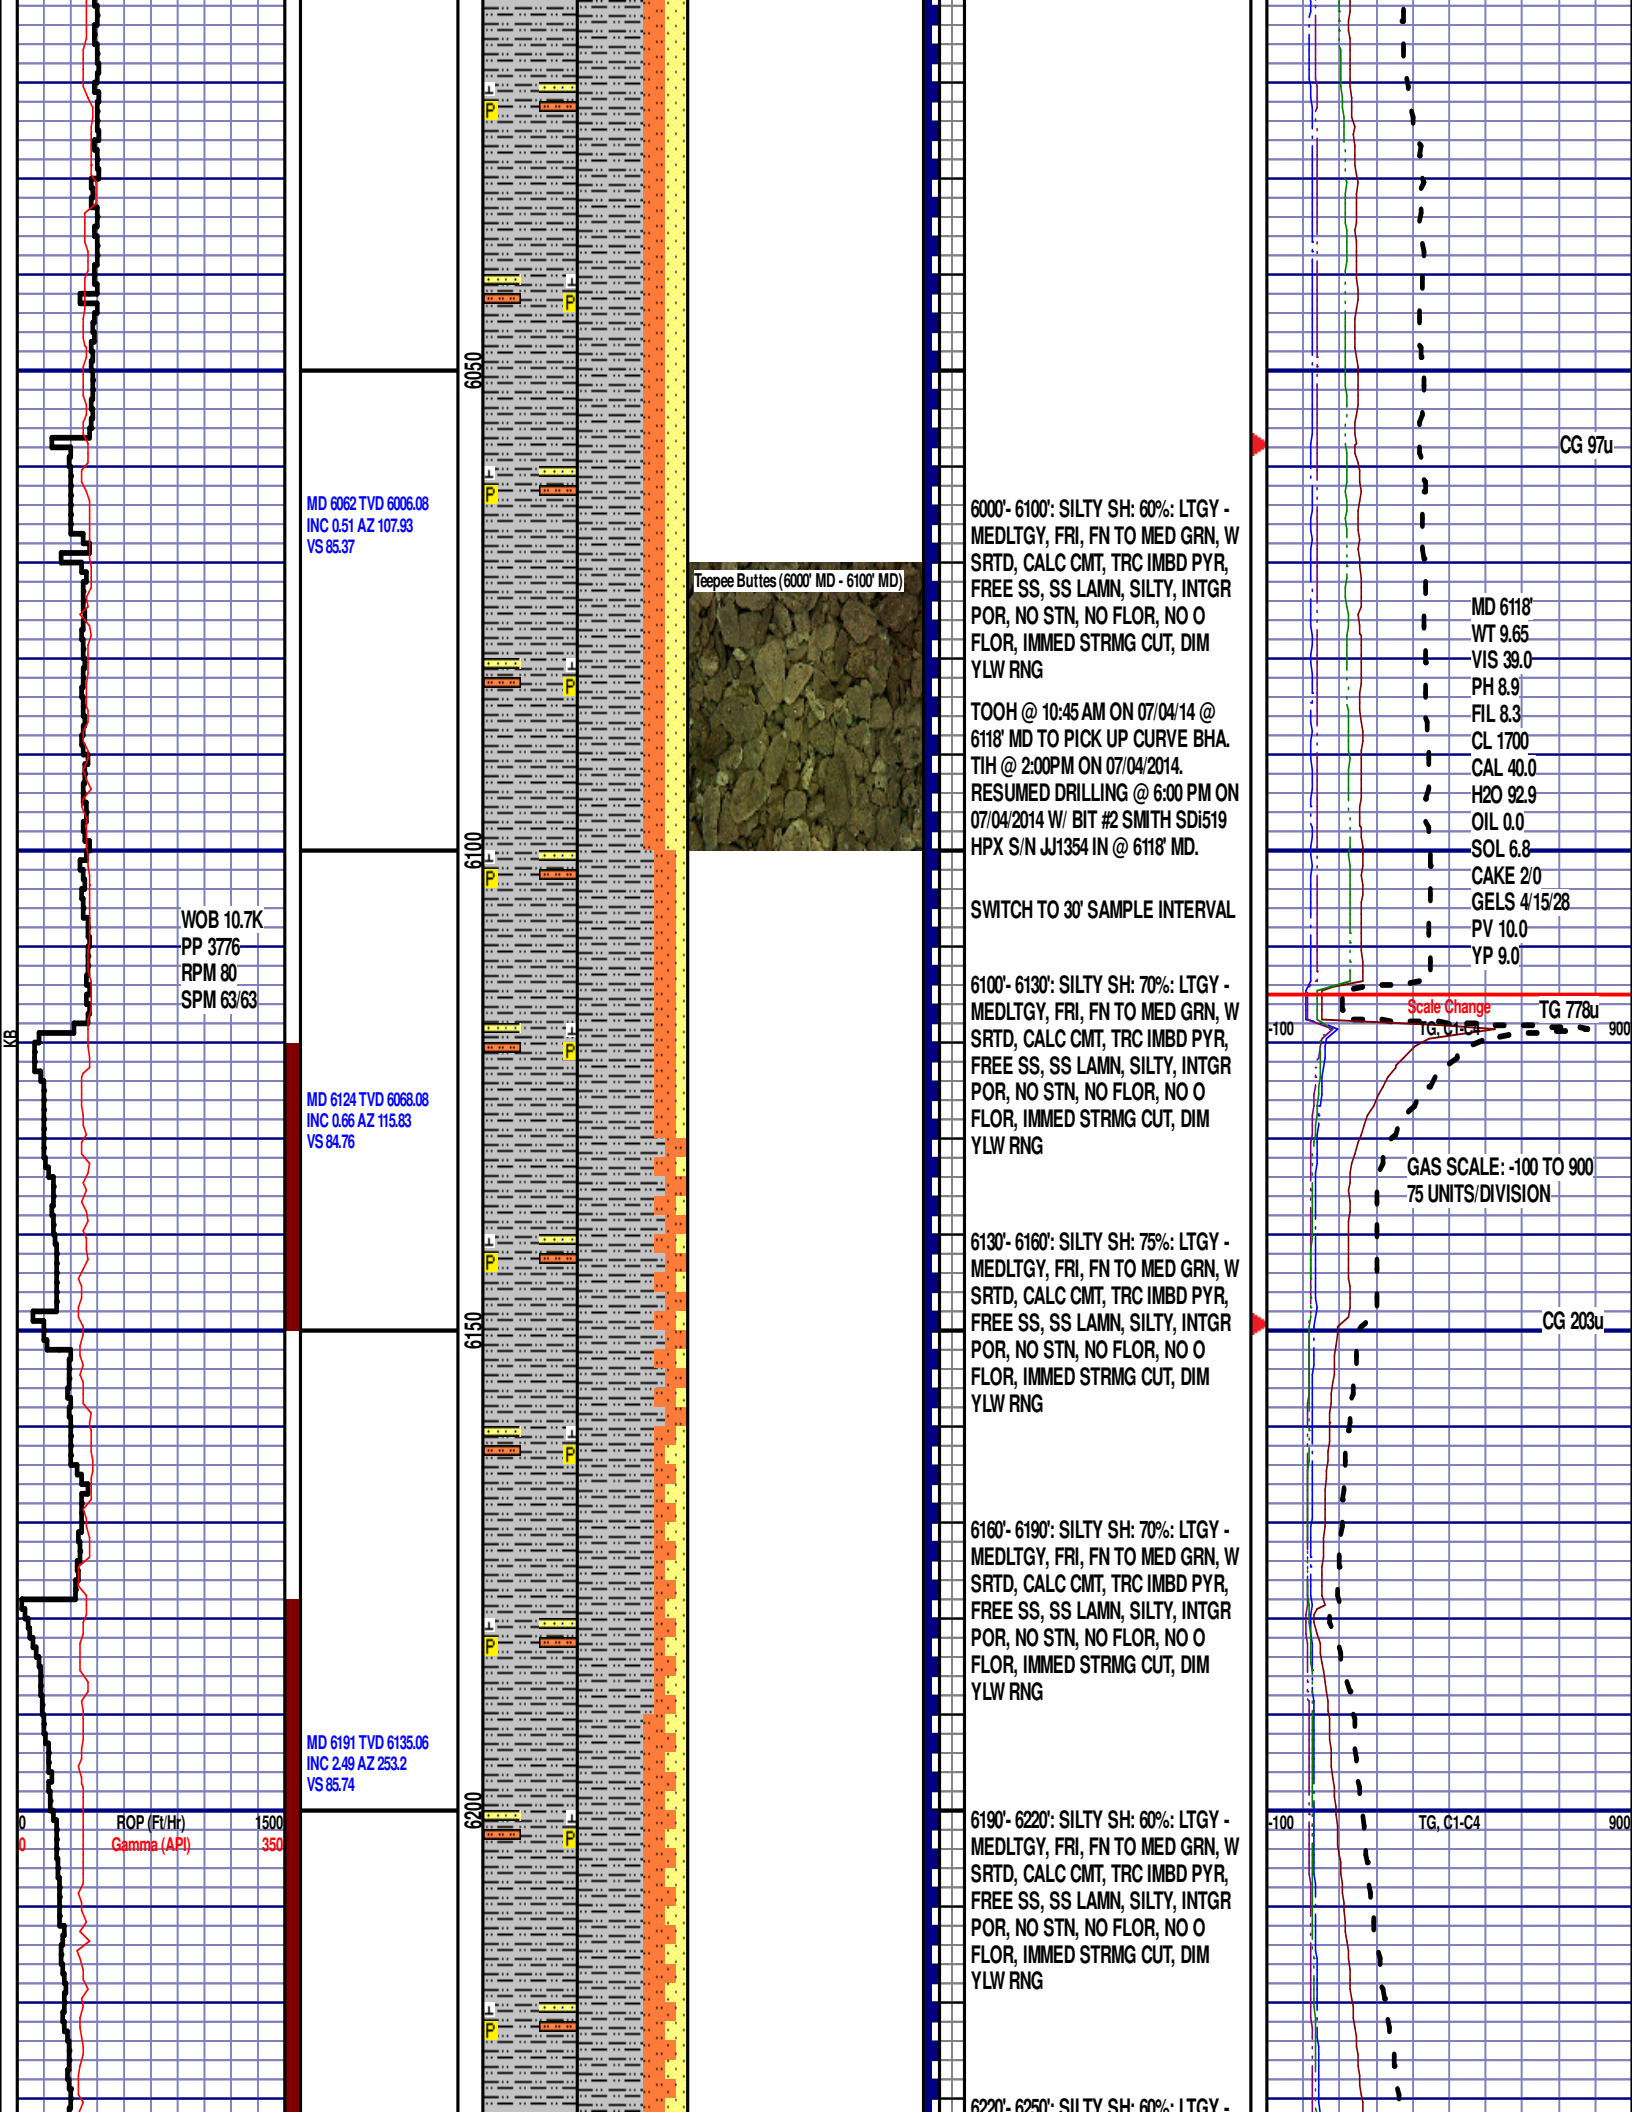 6050
CG 97u
MD 6062 TVD 6006.08
INC 0.51 AZ 107.93
VS 85.37
6000'- 6100': SILTY SH: 60%: LTGY -
MEDLTGY, FRI, FN TO MED GRN, W
SRTD, CALC CMT, TRC IMBD PYR,
FREE SS, SS LAMN, SILTY, INTGR
POR, NO STN, NO FLOR, NO O
FLOR, IMMED STRMG CUT, DIM
YLW RNG
Teepee Buttes (6000' MD - 6100' MD)
MD 6118'
WT 9.65
VIS 39.0
PH 8.9
FIL 8.3
CL 1700
CAL 40.0
H2O 92.9
OIL 0.0
SOL 6.8
CAKE 2/0
GELS 4/15/28
PV 10.0
YP 9.0
TOOH @ 10:45 AM ON 07/04/14 @
6118' MD TO PICK UP CURVE BHA.
TIH @ 2:00PM ON 07/04/2014.
RESUMED DRILLING @ 6:00 PM ON
07/04/2014 W/ BIT #2 SMITH SDi519
HPX S/N JJ1354 IN @ 6118' MD.
6100
SWITCH TO 30' SAMPLE INTERVAL
WOB 10.7K
PP 3776
RPM 80
SPM 63/63
6100'- 6130': SILTY SH: 70%: LTGY -
MEDLTGY, FRI, FN TO MED GRN, W
SRTD, CALC CMT, TRC IMBD PYR,
FREE SS, SS LAMN, SILTY, INTGR
POR, NO STN, NO FLOR, NO O
FLOR, IMMED STRMG CUT, DIM
YLW RNG
Scale Change
TG 778u
-100 TG, C1-C4 900
KB
MD 6124 TVD 6068.08
INC 0.66 AZ 115.83
VS 84.76
GAS SCALE: -100 TO 900
75 UNITS/DIVISION
6130'- 6160': SILTY SH: 75%: LTGY -
MEDLTGY, FRI, FN TO MED GRN, W
SRTD, CALC CMT, TRC IMBD PYR,
FREE SS, SS LAMN, SILTY, INTGR
POR, NO STN, NO FLOR, NO O
FLOR, IMMED STRMG CUT, DIM
YLW RNG
6150
CG 203u
6160'- 6190': SILTY SH: 70%: LTGY -
MEDLTGY, FRI, FN TO MED GRN, W
SRTD, CALC CMT, TRC IMBD PYR,
FREE SS, SS LAMN, SILTY, INTGR
POR, NO STN, NO FLOR, NO O
FLOR, IMMED STRMG CUT, DIM
YLW RNG
MD 6191 TVD 6135.06
INC 2.49 AZ 253.2
VS 85.74
6200
0 ROP (Ft/Hr) 1500
0 Gamma (API) 350
-100 TG, C1-C4 900
6190'- 6220': SILTY SH: 60%: LTGY -
MEDLTGY, FRI, FN TO MED GRN, W
SRTD, CALC CMT, TRC IMBD PYR,
FREE SS, SS LAMN, SILTY, INTGR
POR, NO STN, NO FLOR, NO O
FLOR, IMMED STRMG CUT, DIM
YLW RNG
6220'- 6250': SILTY SH: 60%: LTGY -
P
P
P
P
P
P
P
P
P
P
P